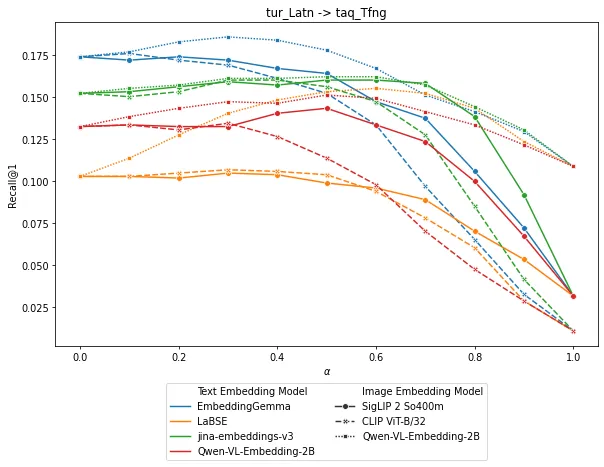 tur_Latn -> taq_Tfng
0.175
0.150
0.125
0.100
0.075
0.050
0.025
Recall@1
0.0 0.2 0.4 0.6 0.8 1.0
α
Text Embedding Model
EmbeddingGemma
LaBSE
jina-embeddings-v3
Qwen-VL-Embedding-2B
Image Embedding Model
SigLIP 2 So400m
CLIP ViT-B/32
Qwen-VL-Embedding-2B